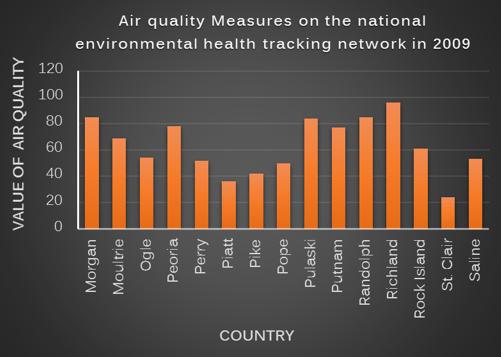 Air quality Measures on the national
environmental health tracking network in 2009
VALUE OF AIR QUALITY
120
100
80
60
40
20
0
Morgan
Moultrie
Ogle
Peoria
Perry
Piatt
Pike
Pope
Pulaski
Putnam
Randolph
Richland
Rock Island
St. Clair
Saline
COUNTRY